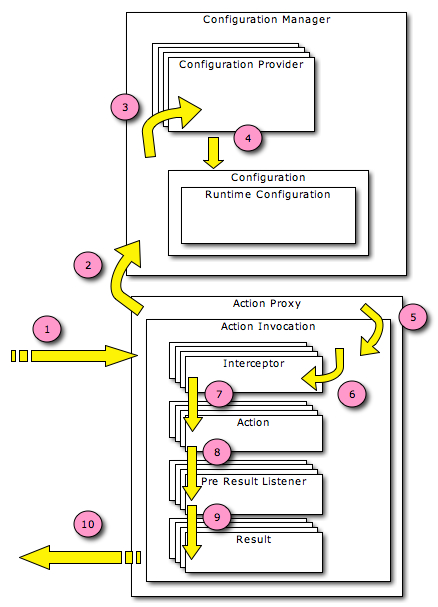 Configuration Manager
Configuration Provider
3
4
Configuration
Runtime Configuration
2
Action Proxy
5
Action Invocation
1
Interceptor
6
7
Action
8
Pre Result Listener
9
10
Result